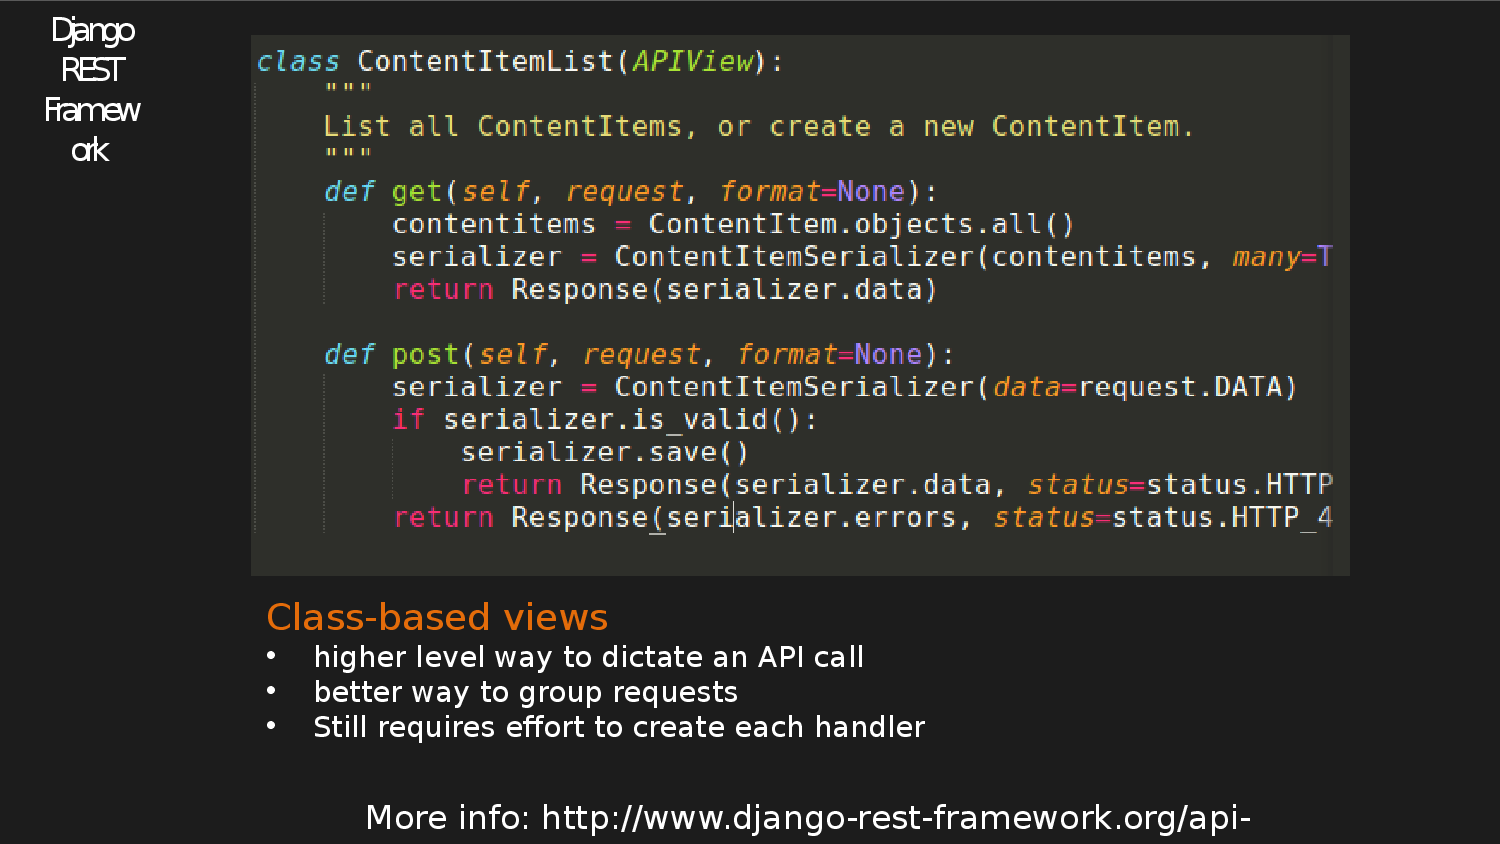 Django
REST
Framew
ork
class ContentItemList(APIView):
    """
    List all ContentItems, or create a new ContentItem.
    """
    def get(self, request, format=None):
        contentitems = ContentItem.objects.all()
        serializer = ContentItemSerializer(contentitems, many=T
        return Response(serializer.data)
    def post(self, request, format=None):
        serializer = ContentItemSerializer(data=request.DATA)
        if serializer.is_valid():
            serializer.save()
            return Response(serializer.data, status=status.HTTP
        return Response(serializer.errors, status=status.HTTP_4
Class-based views
• higher level way to dictate an API call
• better way to group requests
• Still requires effort to create each handler
More info: http://www.django-rest-framework.org/api-